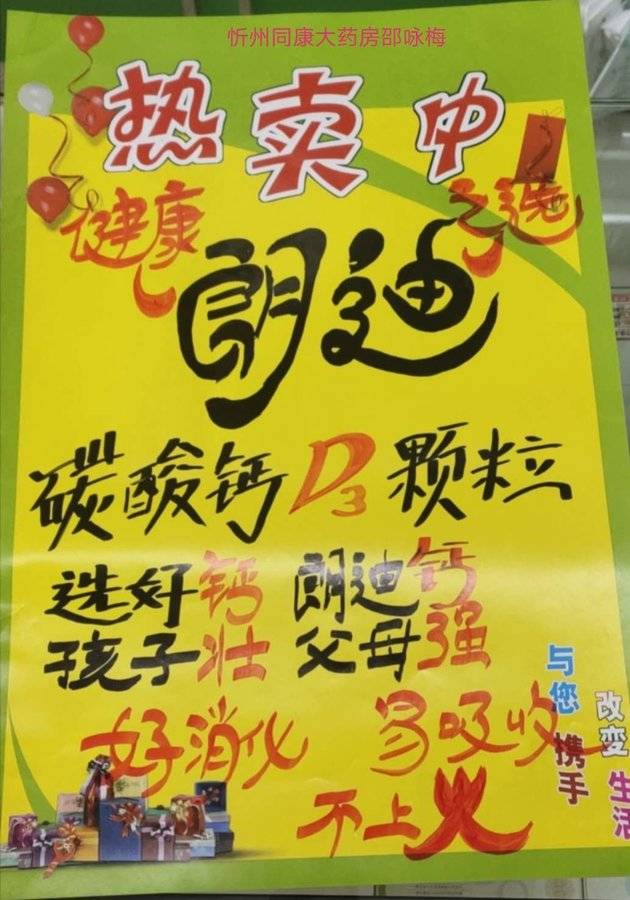 忻州同康大药房邵咏梅
热卖中
健康之选
朗迪
碳酸钙D3颗粒
选好钙 朗迪钙
孩子壮 父母强
好消化 易吸收
不上火
与您携手
改变生活